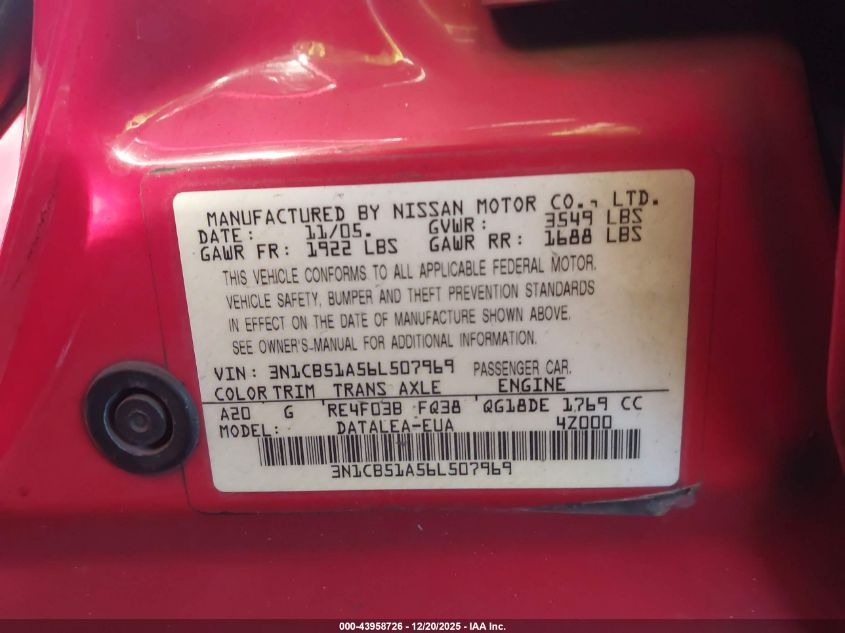 MANUFACTURED BY NISSAN MOTOR CO., LTD.
DATE: 11/05. GVWR: 3549 LBS
GAWR FR: 1922 LBS GAWR RR: 1688 LBS
THIS VEHICLE CONFORMS TO ALL APPLICABLE FEDERAL MOTOR.
VEHICLE SAFETY, BUMPER AND THEFT PREVENTION STANDARDS
IN EFFECT ON THE DATE OF MANUFACTURE SHOWN ABOVE.
SEE OWNER'S-MANUAL FOR ADDITIONAL INFORMATION.
VIN: 3N1CB51A56L507969 PASSENGER CAR.
COLOR TRIM TRANS AXLE ENGINE
A20 G RE4F03B FQ38 QG18DE 1769 CC
MODEL: DATALEA-EUA 4Z000
3N1CB51A56L507969
000-43958726 - 12/20/2025 - IAA Inc.